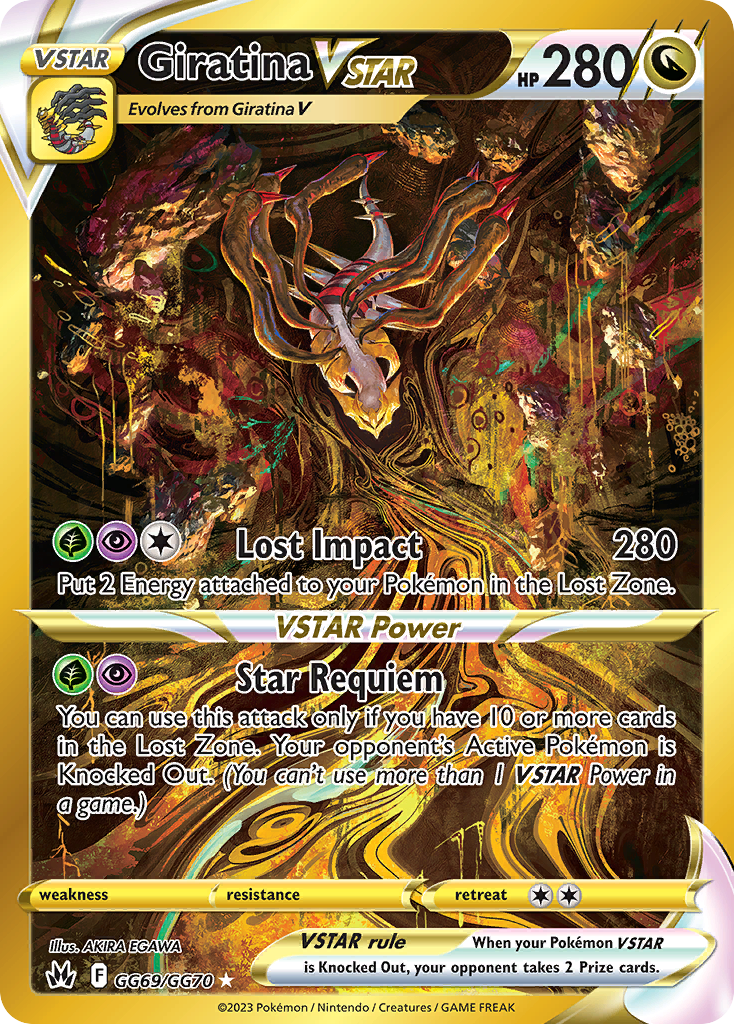 VSTAR
Giratina VSTAR
HP 280
Evolves from Giratina V
Lost Impact 280
Put 2 Energy attached to your Pokémon in the Lost Zone.
VSTAR Power
Star Requiem
You can use this attack only if you have 10 or more cards
in the Lost Zone. Your opponent's Active Pokémon is
Knocked Out. (You can't use more than 1 VSTAR Power in
a game.)
weakness resistance retreat
Illus. AKIRA EGAWA
VSTAR rule When your Pokémon VSTAR
is Knocked Out, your opponent takes 2 Prize cards.
F GG69/GG70
©2023 Pokémon / Nintendo / Creatures / GAME FREAK